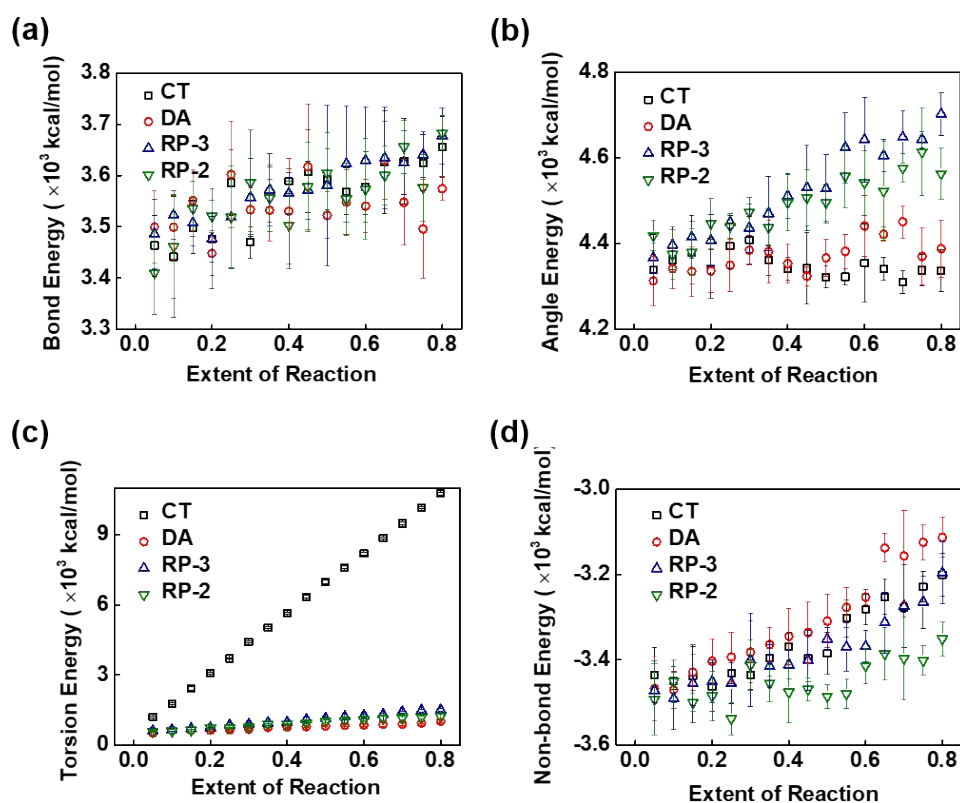 (a)
Bond Energy ( ×10³ kcal/mol)
3.8
3.7
3.6
3.5
3.4
3.3
CT
DA
RP-3
RP-2
0.0 0.2 0.4 0.6 0.8
Extent of Reaction
(b)
Angle Energy ( ×10³ kcal/mol)
4.8
4.6
4.4
4.2
CT
DA
RP-3
RP-2
0.0 0.2 0.4 0.6 0.8
Extent of Reaction
(c)
Torsion Energy ( ×10³ kcal/mol)
9
6
3
0
CT
DA
RP-3
RP-2
0.0 0.2 0.4 0.6 0.8
Extent of Reaction
(d)
Non-bond Energy ( ×10³ kcal/mol)
-3.0
-3.2
-3.4
-3.6
CT
DA
RP-3
RP-2
0.0 0.2 0.4 0.6 0.8
Extent of Reaction